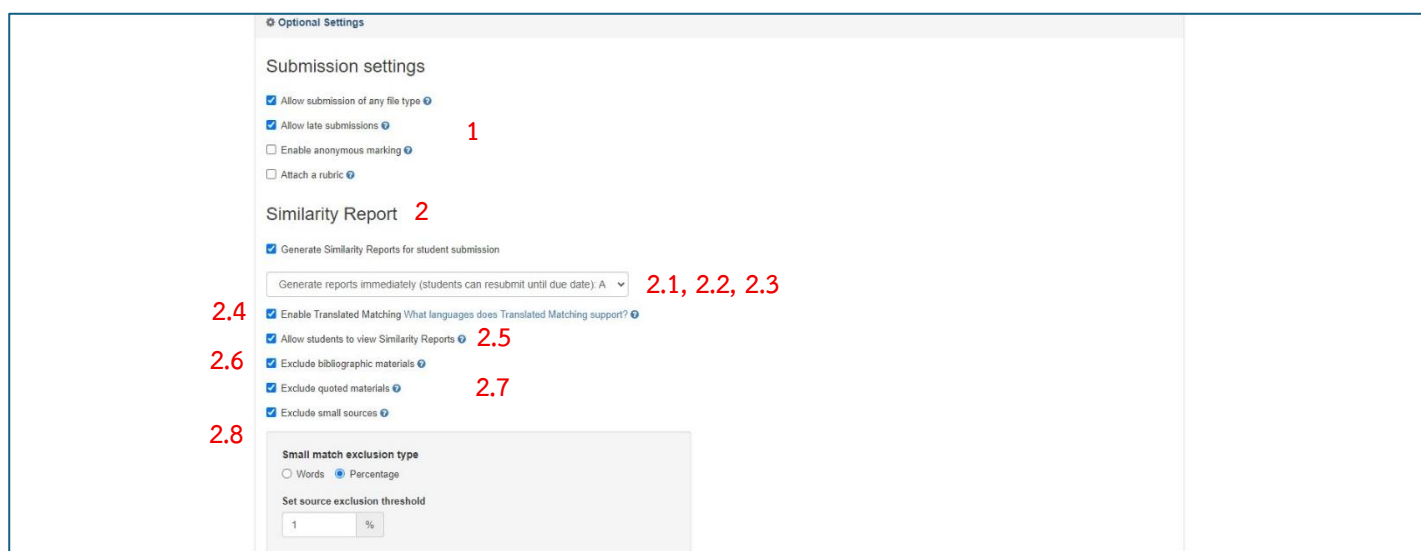 Optional Settings
Submission settings
Allow submission of any file type
Allow late submissions
1
Enable anonymous marking
Attach a rubric
Similarity Report 2
Generate Similarity Reports for student submission
Generate reports immediately (students can resubmit until due date): A 2.1, 2.2, 2.3
2.4 Enable Translated Matching What languages does Translated Matching support?
Allow students to view Similarity Reports 2.5
2.6 Exclude bibliographic materials
Exclude quoted materials 2.7
Exclude small sources
2.8
Small match exclusion type
Words Percentage
Set source exclusion threshold
1 %